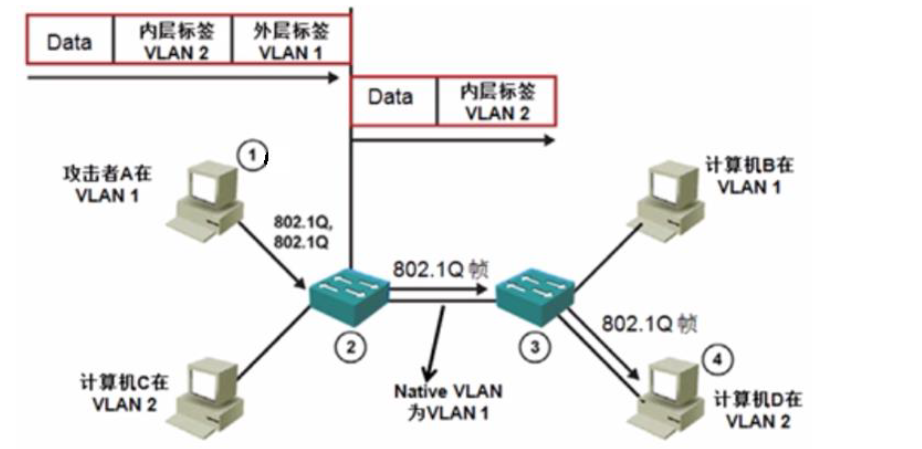 Data
内层标签
VLAN 2
外层标签
VLAN 1
Data
内层标签
VLAN 2
攻击者A在
VLAN 1
1
802.1Q,
802.1Q
计算机B在
VLAN 1
802.1Q 帧
2
3
802.1Q 帧
4
计算机C在
VLAN 2
Native VLAN
为VLAN 1
计算机D在
VLAN 2